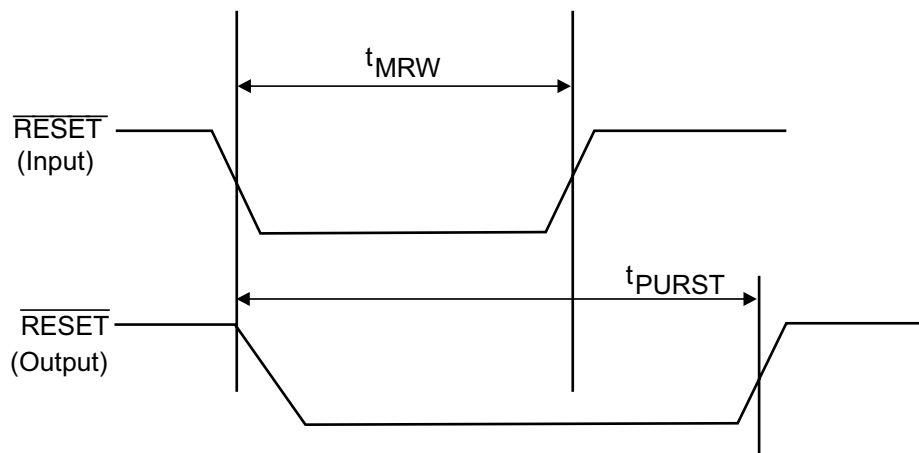 tMRW
RESET
(Input)
tPURST
RESET
(Output)